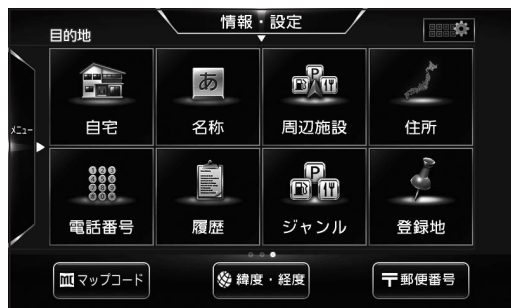 情報・設定
目的地
メニュー
自宅
名称
周辺施設
住所
電話番号
履歴
ジャンル
登録地
マップコード
緯度・経度
〒郵便番号